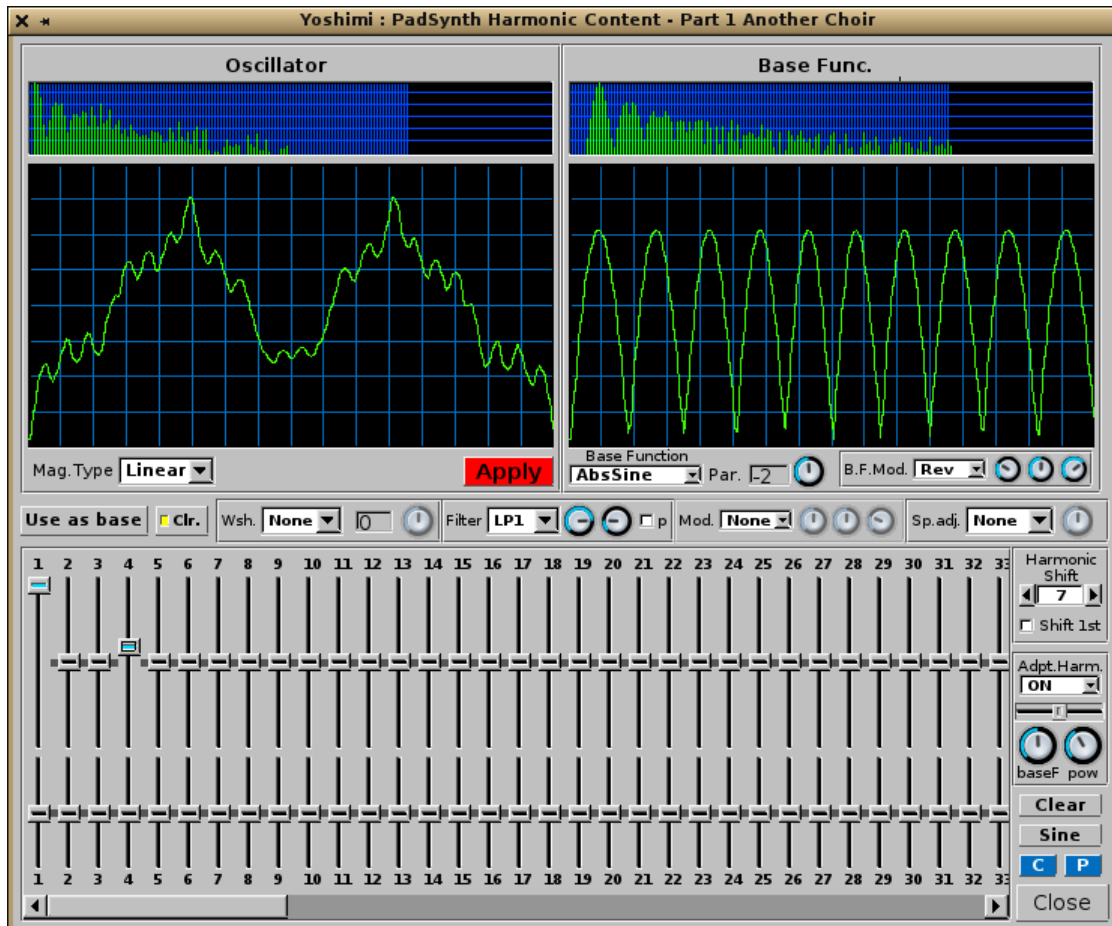 Yoshimi : PadSynth Harmonic Content - Part 1 Another Choir
Oscillator
Base Func.
Mag.Type Linear
Apply
Base Function
AbsSine
Par. -2
B.F.Mod. Rev
Use as base
Clr.
Wsh. None 0
Filter LP1
p
Mod. None
Sp.adj. None
1 2 3 4 5 6 7 8 9 10 11 12 13 14 15 16 17 18 19 20 21 22 23 24 25 26 27 28 29 30 31 32 33
Harmonic
Shift
7
Shift 1st
Adpt.Harm.
ON
baseF pow
Clear
Sine
C P
1 2 3 4 5 6 7 8 9 10 11 12 13 14 15 16 17 18 19 20 21 22 23 24 25 26 27 28 29 30 31 32 33
Close